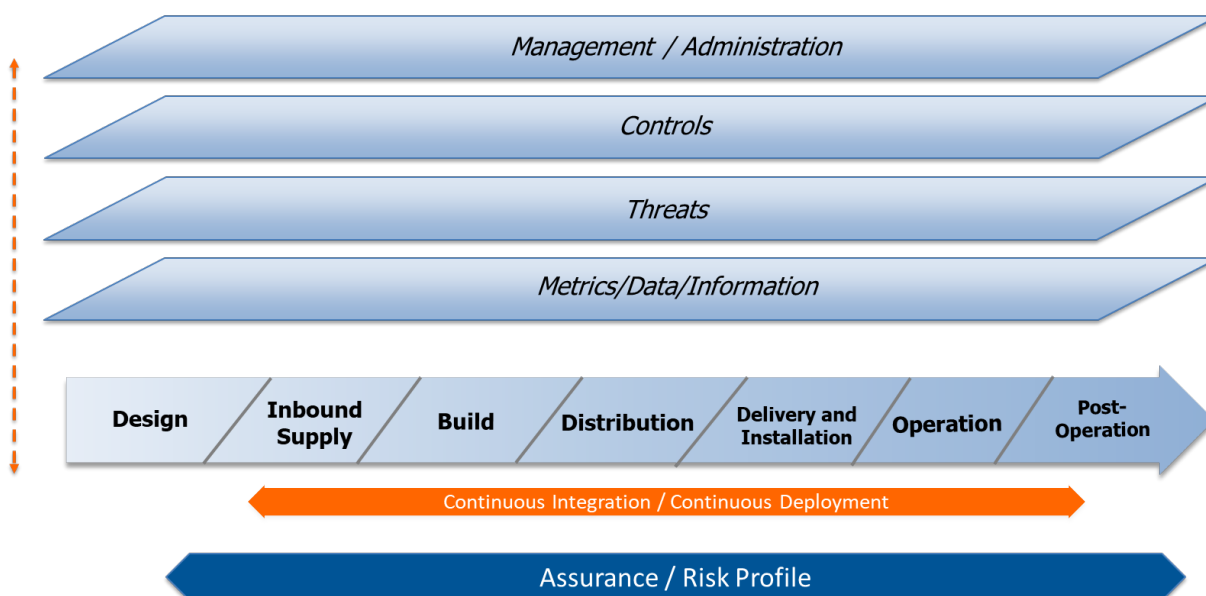 Management / Administration
Controls
Threats
Metrics/Data/Information
Design
Inbound
Supply
Build
Distribution
Delivery and
Installation
Operation
Post-
Operation
Continuous Integration / Continuous Deployment
Assurance / Risk Profile